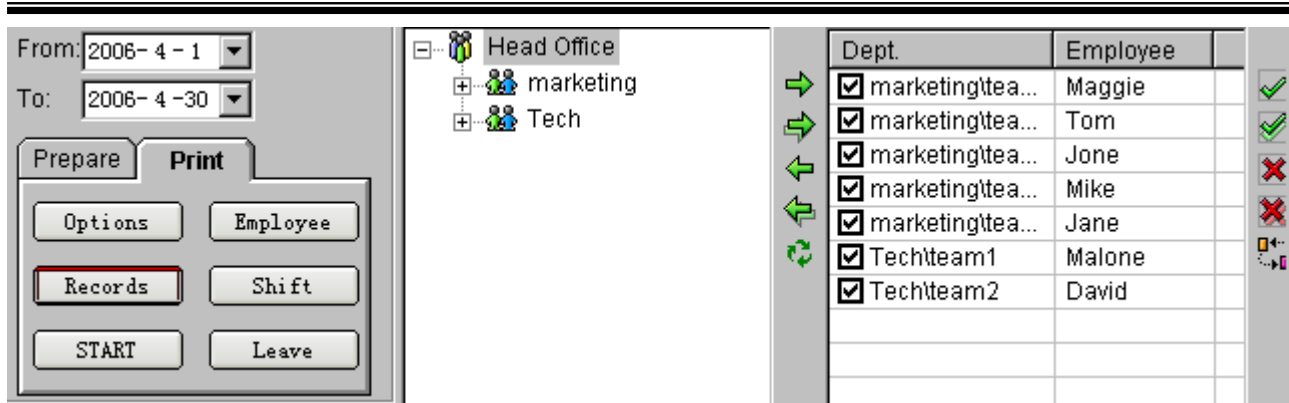 From: 2006- 4 - 1
To: 2006- 4 -30
Prepare Print
Options Employee
Records Shift
START Leave
Head Office
marketing
Tech
Dept. Employee
marketing\tea... Maggie
marketing\tea... Tom
marketing\tea... Jone
marketing\tea... Mike
marketing\tea... Jane
Tech\team1 Malone
Tech\team2 David